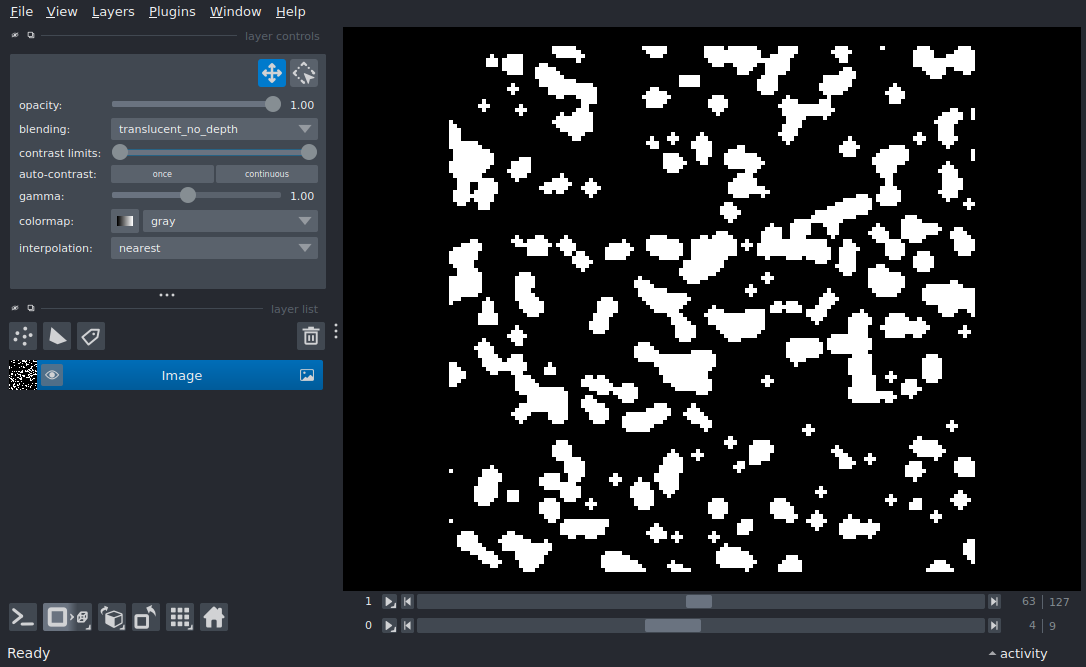 File View Layers Plugins Window Help
layer controls
opacity: 1.00
blending: translucent_no_depth
contrast limits:
auto-contrast: once continuous
gamma: 1.00
colormap: gray
interpolation: nearest
layer list
Image
1 63 | 127
0 4 | 9
Ready activity